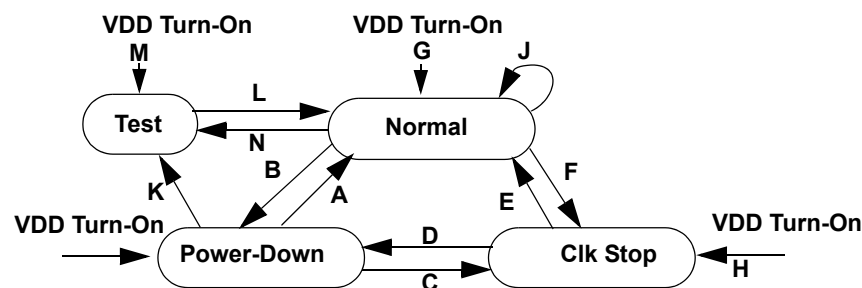 VDD Turn-On
M
VDD Turn-On
G
J
Test
L
N
Normal
K
B
A
E
F
VDD Turn-On
Power-Down
D
C
Clk Stop
VDD Turn-On
H